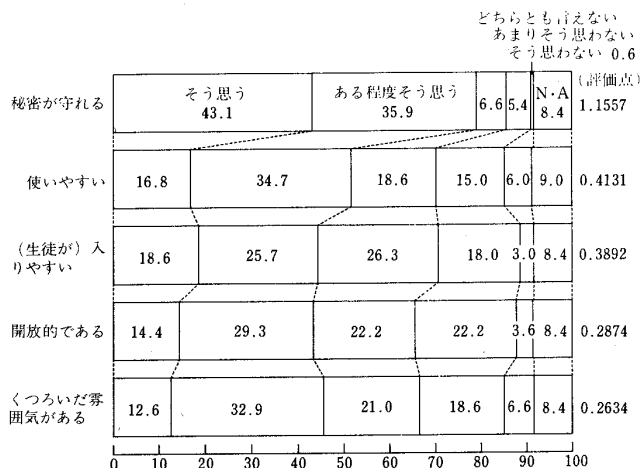 どちらとも言えない
あまりそう思わない
そう思わない 0.6
(評価点)
秘密が守れる
そう思う
43.1
ある程度そう思う
35.9
6.6
5.4
N・A
8.4
1.1557
使いやすい
16.8
34.7
18.6
15.0
6.0
9.0
0.4131
(生徒が)入
りやすい
18.6
25.7
26.3
18.0
3.0
8.4
0.3892
開放的である
14.4
29.3
22.2
22.2
3.6
8.4
0.2874
くつろいだ雰
囲気がある
12.6
32.9
21.0
18.6
6.6
8.4
0.2634
0 10 20 30 40 50 60 70 80 90 100